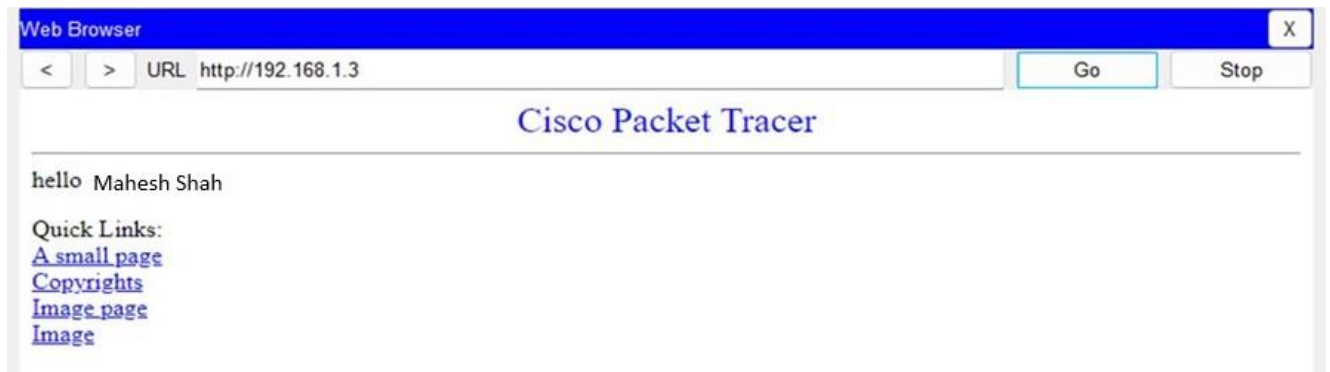 Web Browser X
< > URL http://192.168.1.3 Go Stop
Cisco Packet Tracer
hello Mahesh Shah
Quick Links:
A small page
Copyrights
Image page
Image